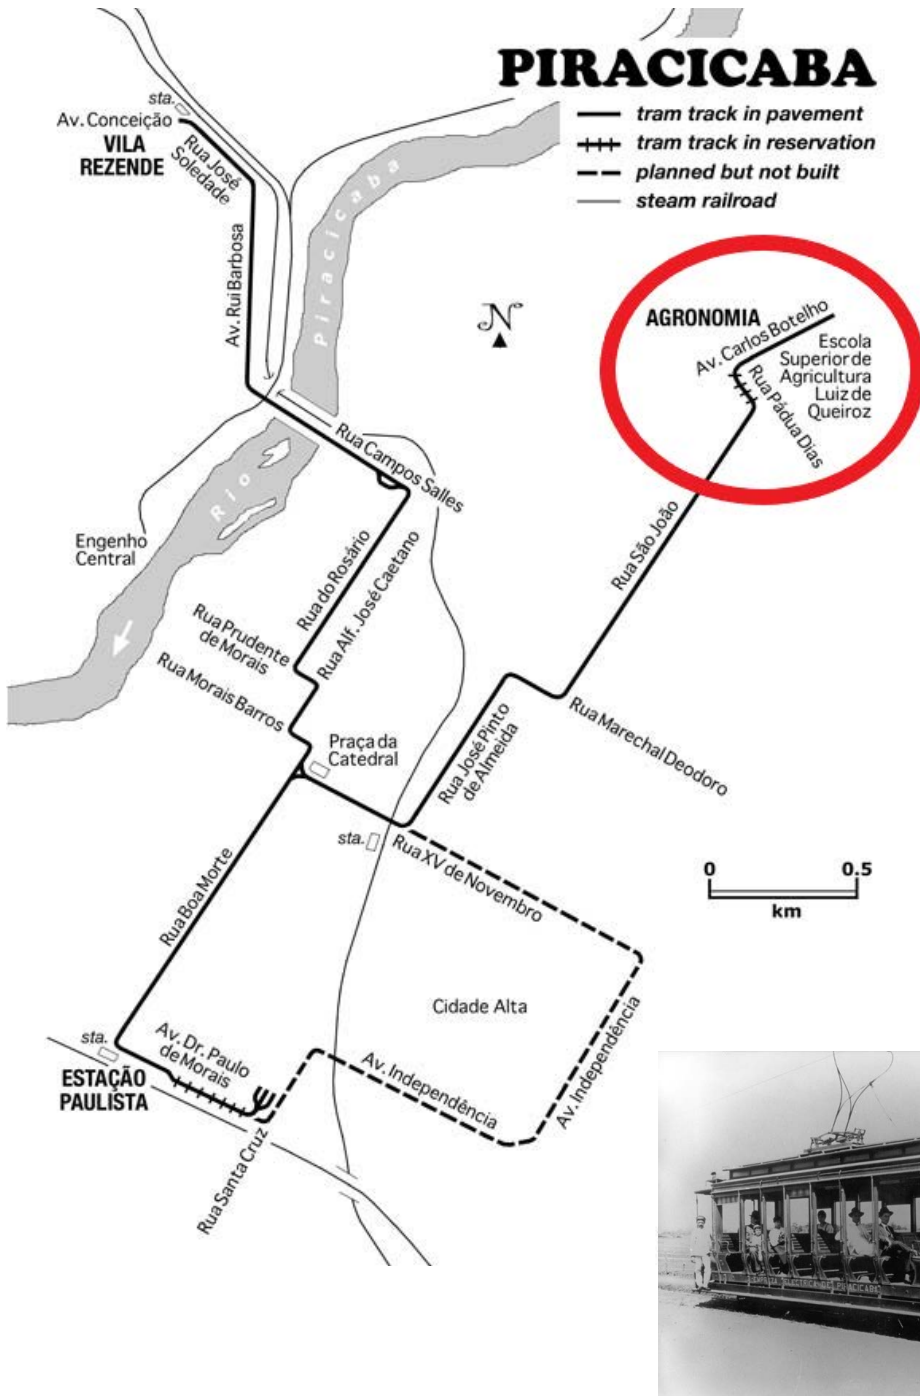 PIRACICABA
tram track in pavement
tram track in reservation
planned but not built
steam railroad
sta.
Av. Conceição
VILA
REZENDE
Rua José
Soledade
Av. Rui Barbosa
Piracicaba
Rio
N
AGRONOMIA
Av. Carlos Botelho
Escola
Superior de
Agricultura
Luiz de
Queiroz
Rua Pádua Dias
Rua Campos Salles
Engenho
Central
Rua do Rosário
Rua Alf. José Caetano
Rua São João
Rua Prudente
de Morais
Rua Morais Barros
Praça da
Catedral
Rua José Pinto
de Almeida
Rua Marechal Deodoro
sta.
Rua XV de Novembro
0 0.5
km
Rua Boa Morte
Cidade Alta
sta.
Av. Dr. Paulo
de Morais
ESTAÇÃO
PAULISTA
Av. Independência
Av. Independência
Rua Santa Cruz